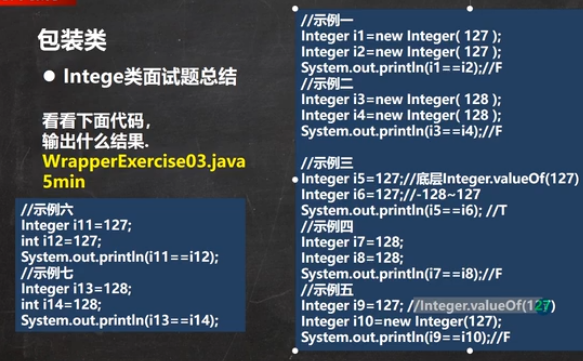 包装类
● Intege类面试题总结
看看下面代码，
输出什么结果.
WrapperExercise03.java
5min
//示例六
Integer i11=127;
int i12=127;
System.out.println(i11==i12);
//示例七
Integer i13=128;
int i14=128;
System.out.println(i13==i14);
//示例一
Integer i1=new Integer( 127 );
Integer i2=new Integer( 127 );
System.out.println(i1==i2);//F
//示例二
Integer i3=new Integer( 128 );
Integer i4=new Integer( 128 );
System.out.println(i3==i4);//F
//示例三
Integer i5=127;//底层Integer.valueOf(127)
Integer i6=127;//-128~127
System.out.println(i5==i6); //T
//示例四
Integer i7=128;
Integer i8=128;
System.out.println(i7==i8);//F
//示例五
Integer i9=127; //Integer.valueOf(127)
Integer i10=new Integer(127);
System.out.println(i9==i10);//F